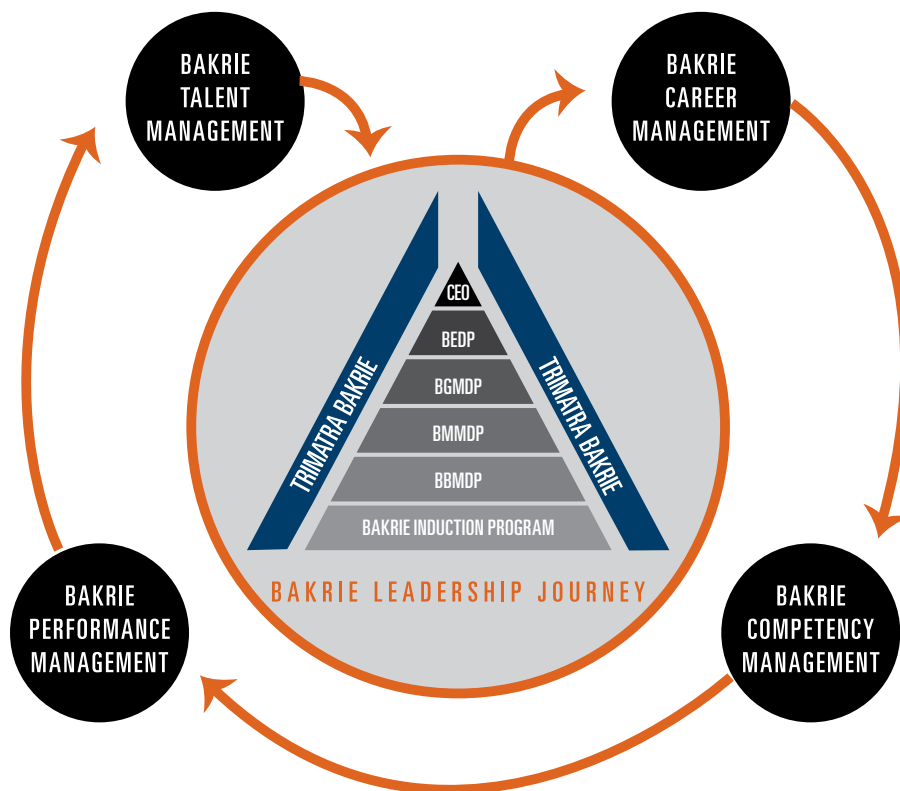 BAKRIE
TALENT
MANAGEMENT
BAKRIE
CAREER
MANAGEMENT
TRIMATRA BAKRIE
TRIMATRA BAKRIE
CEO
BEDP
BGMDP
BMMDP
BBMDP
BAKRIE INDUCTION PROGRAM
BAKRIE LEADERSHIP JOURNEY
BAKRIE
PERFORMANCE
MANAGEMENT
BAKRIE
COMPETENCY
MANAGEMENT